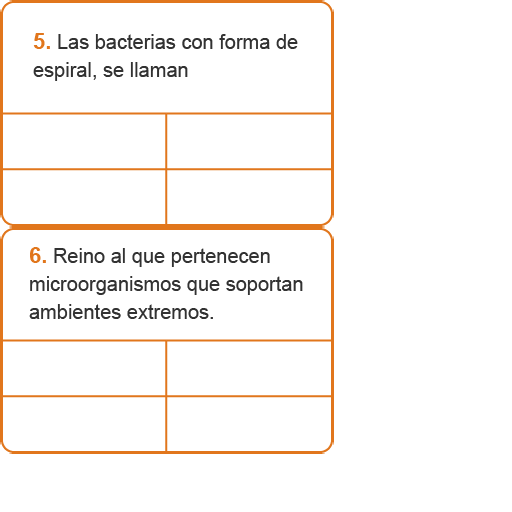 5. Las bacterias con forma de
espiral, se llaman
6. Reino al que pertenecen
microorganismos que soportan
ambientes extremos.